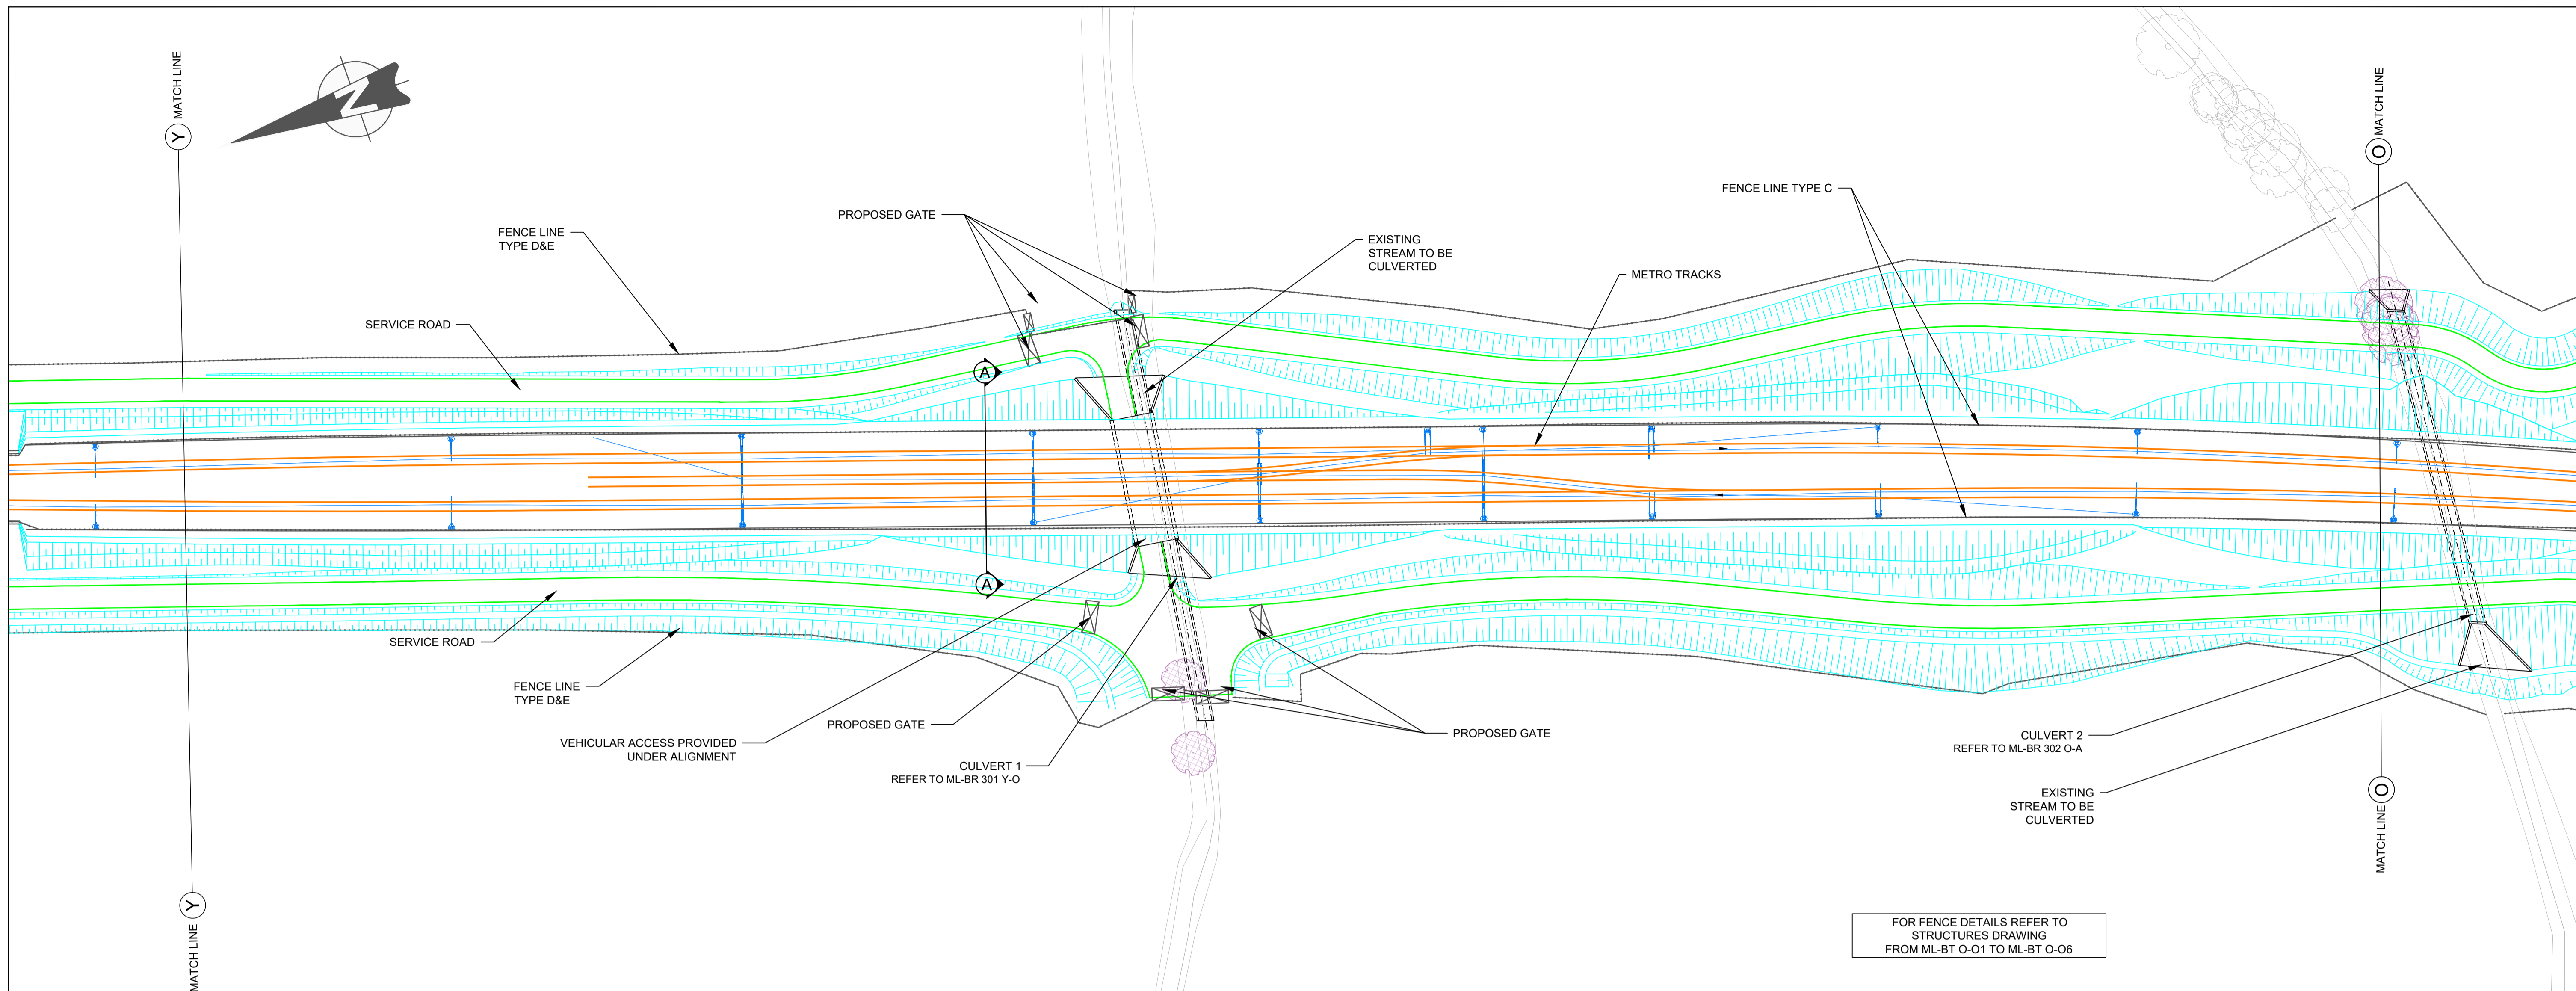 MATCH LINE
Y
N
MATCH LINE
O
FENCE LINE TYPE C
PROPOSED GATE
FENCE LINE
TYPE D&E
EXISTING
STREAM TO BE
CULVERTED
METRO TRACKS
SERVICE ROAD
A
A
SERVICE ROAD
FENCE LINE
TYPE D&E
PROPOSED GATE
VEHICULAR ACCESS PROVIDED
UNDER ALIGNMENT
CULVERT 1
REFER TO ML-BR 301 Y-O
PROPOSED GATE
CULVERT 2
REFER TO ML-BR 302 O-A
EXISTING
STREAM TO BE
CULVERTED
O
MATCH LINE
Y
MATCH LINE
FOR FENCE DETAILS REFER TO
STRUCTURES DRAWING
FROM ML-BT O-O1 TO ML-BT O-O6